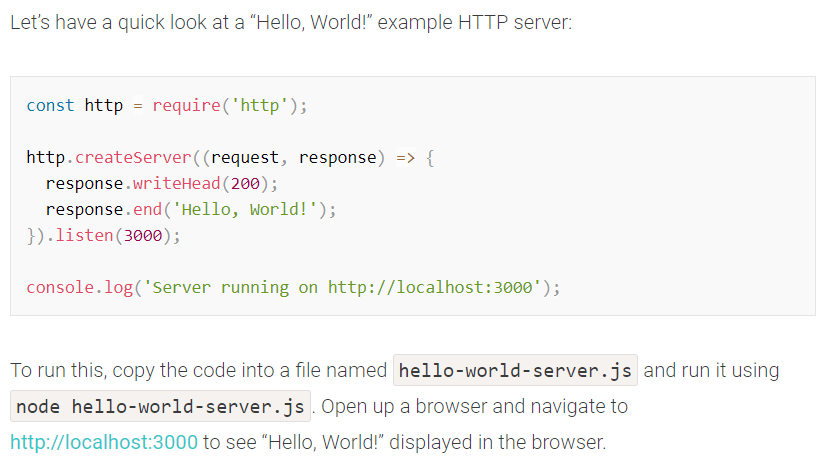 Let’s have a quick look at a “Hello, World!” example HTTP server:
const http = require('http');
http.createServer((request, response) => {
  response.writeHead(200);
  response.end('Hello, World!');
}).listen(3000);
console.log('Server running on http://localhost:3000');
To run this, copy the code into a file named hello-world-server.js and run it using
node hello-world-server.js. Open up a browser and navigate to
http://localhost:3000 to see “Hello, World!” displayed in the browser.